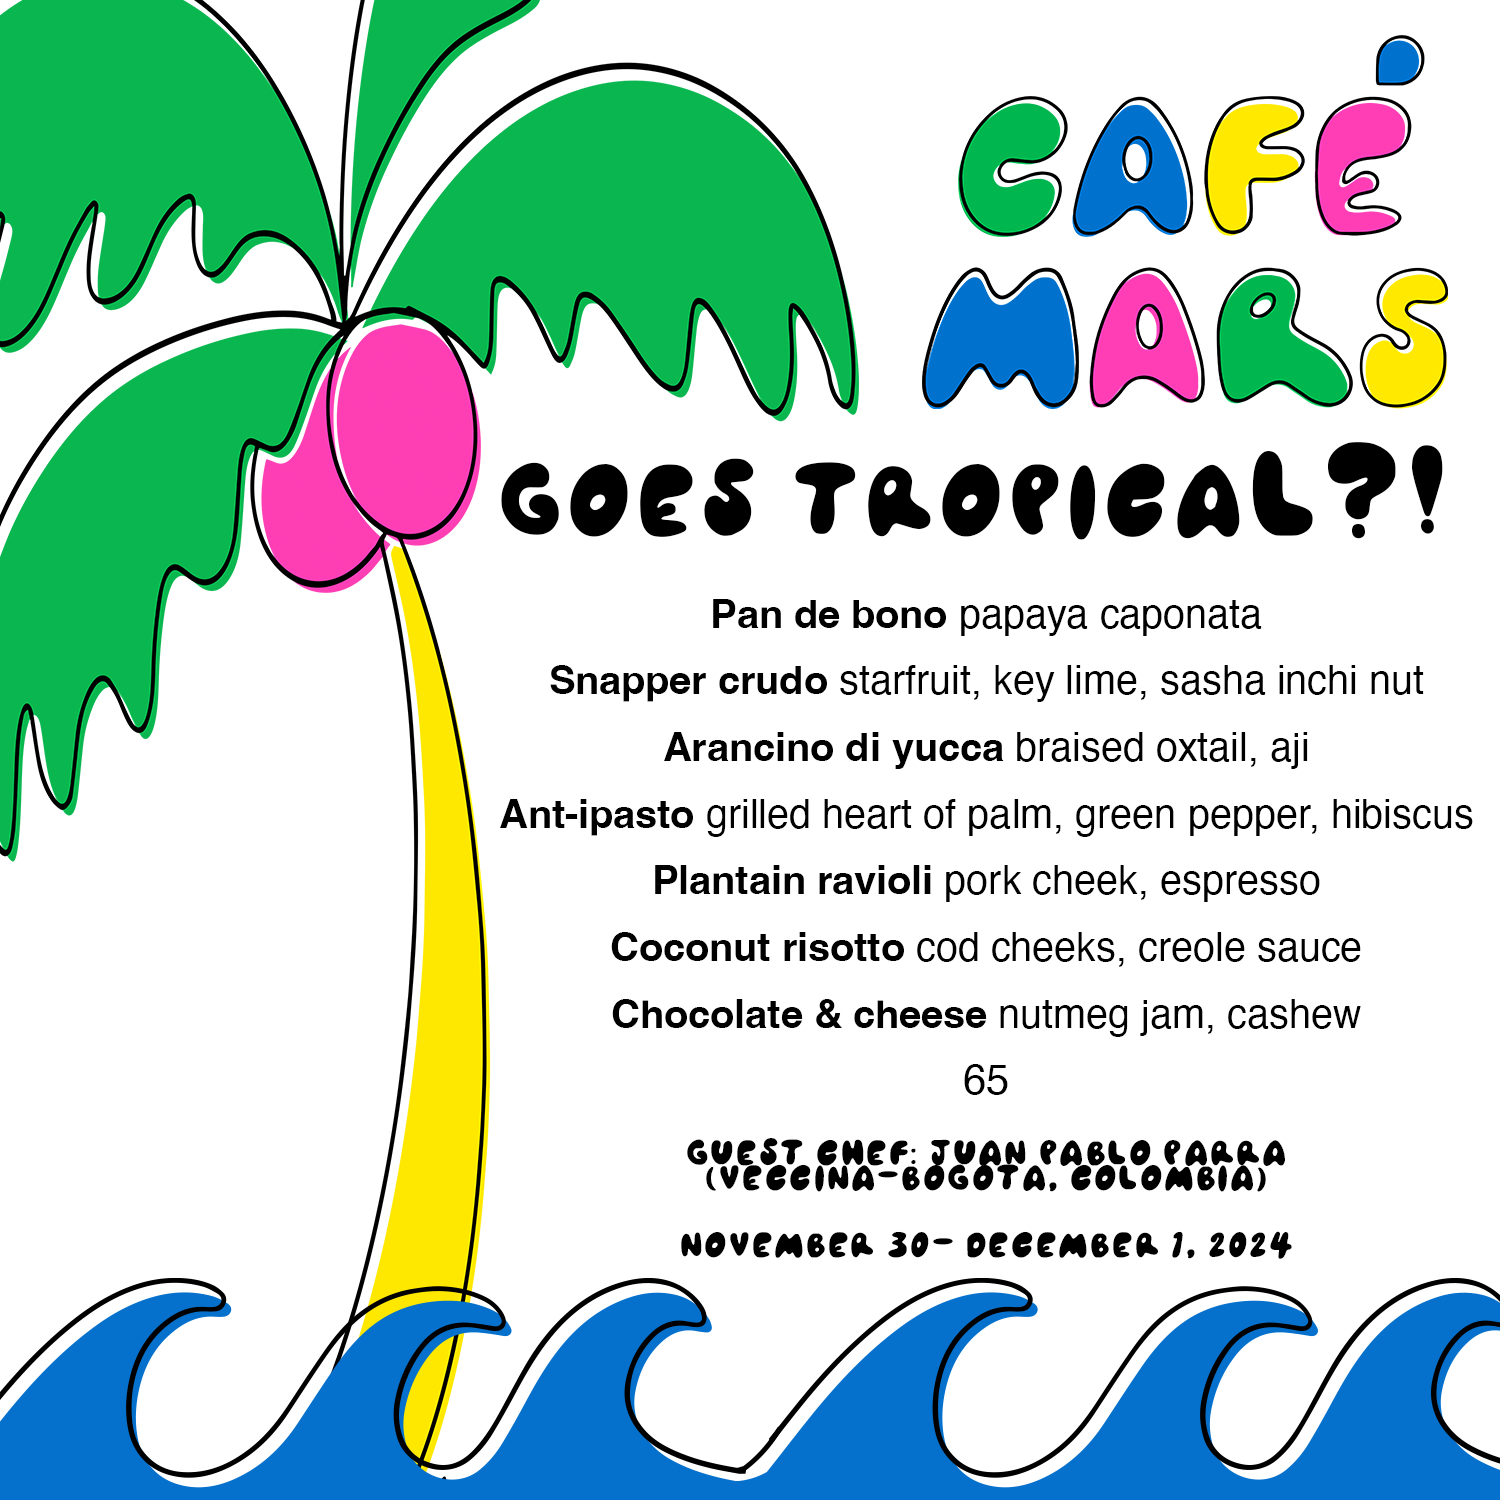 CAFÉ
MARS
GOES TROPICAL?!
Pan de bono papaya caponata
Snapper crudo starfruit, key lime, sasha inchi nut
Arancino di yucca braised oxtail, aji
Ant-ipasto grilled heart of palm, green pepper, hibiscus
Plantain ravioli pork cheek, espresso
Coconut risotto cod cheeks, creole sauce
Chocolate & cheese nutmeg jam, cashew
65
GUEST CHEF: JUAN PABLO PARRA
(VECCINA-BOGOTA, COLOMBIA)
NOVEMBER 30- DECEMBER 1, 2024